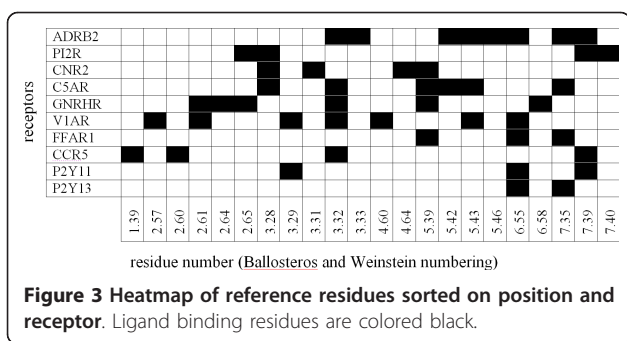 receptors
ADRB2
PI2R
CNR2
C5AR
GNRHR
V1AR
FFAR1
CCR5
P2Y11
P2Y13
1.39 2.57 2.60 2.61 2.64 2.65 3.28 3.29 3.31 3.32 3.33 4.60 4.64 5.39 5.42 5.43 5.46 6.55 6.58 7.35 7.39 7.40
residue number (Ballosteros and Weinstein numbering)
Figure 3 Heatmap of reference residues sorted on position and
receptor. Ligand binding residues are colored black.